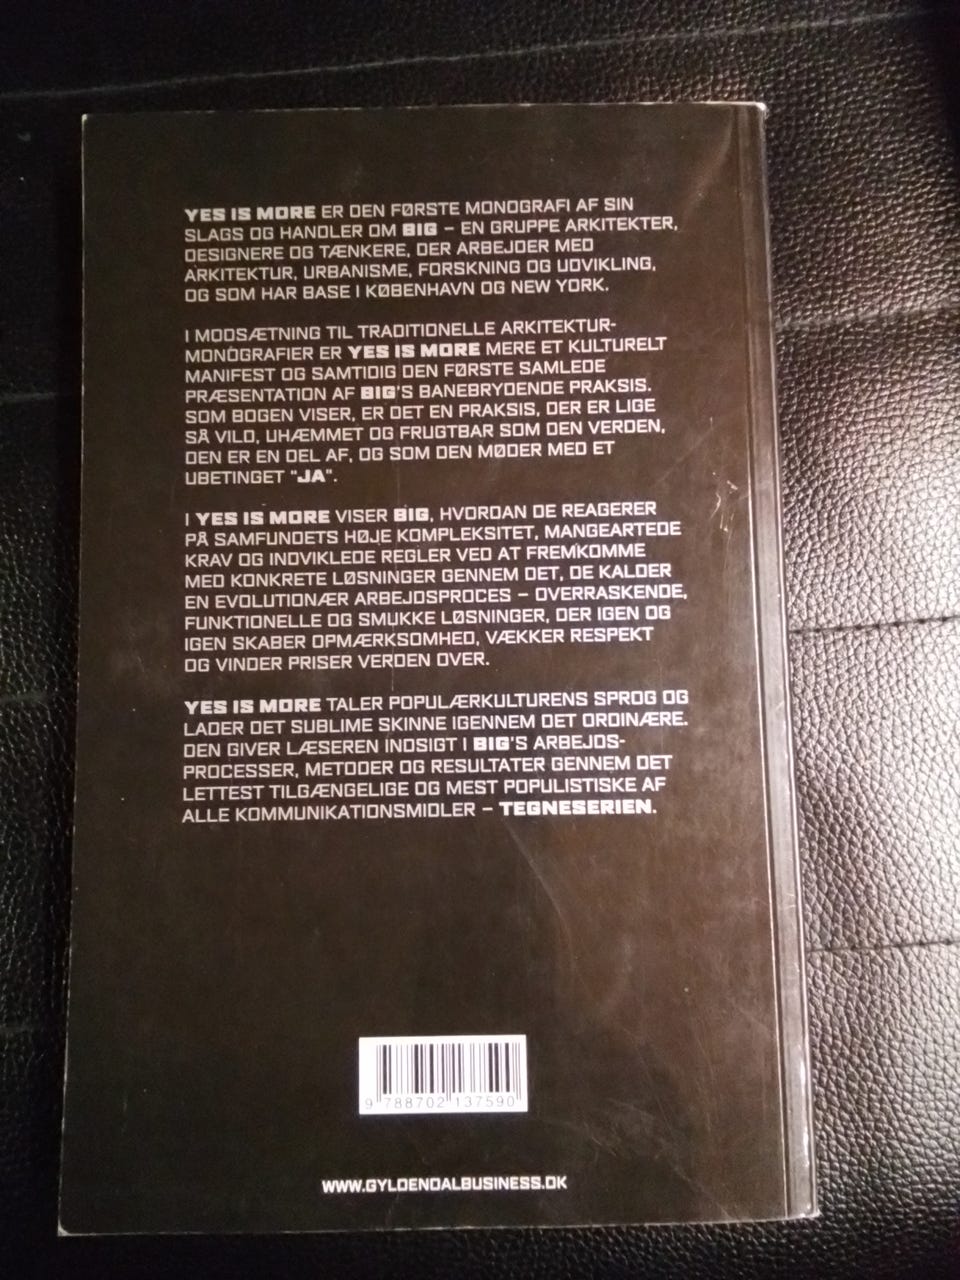 YES IS MORE ER DEN FØRSTE MONOGRAFI AF SIN
SLAGS OG HANDLER OM BIG – EN GRUPPE ARKITEKTER,
DESIGNERE OG TÆNKERE, DER ARBEJDER MED
ARKITEKTUR, URBANISME, FORSKNING OG UDVIKLING,
OG SOM HAR BASE I KØBENHAVN OG NEW YORK.
I MODSÆTNING TIL TRADITIONELLE ARKITEKTUR-
MONOGRAFIER ER YES IS MORE MERE ET KULTURELT
MANIFEST OG SAMTIDIG DEN FØRSTE SAMLEDE
PRÆSENTATION AF BIG'S BANEBRYDENDE PRAKSIS.
SOM BOGEN VISER, ER DET EN PRAKSIS, DER ER LIGE
SÅ VILD, UHÆMMET OG FRUGTBAR SOM DEN VERDEN,
DEN ER EN DEL AF, OG SOM DEN MØDER MED ET
UBETINGET "JA".
I YES IS MORE VISER BIG, HVORDAN DE REAGERER
PÅ SAMFUNDETS HØJE KOMPLEKSITET, MANGEARTEDE
KRAV OG INDVIKLEDE REGLER VED AT FREMKOMME
MED KONKRETE LØSNINGER GENNEM DET, DE KALDER
EN EVOLUTIONÆR ARBEJDSPROCES – OVERRASKENDE,
FUNKTIONELLE OG SMUKKE LØSNINGER, DER IGEN OG
IGEN SKABER OPMÆRKSOMHED, VÆKKER RESPEKT
OG VINDER PRISER VERDEN OVER.
YES IS MORE TALER POPULÆRKULTURENS SPROG OG
LADER DET SUBLIME SKINNE IGENNEM DET ORDINÆRE.
DEN GIVER LÆSEREN INDSIGT I BIG'S ARBEJDS-
PROCESSER, METODER OG RESULTATER GENNEM DET
LETTEST TILGÆNGELIGE OG MEST POPULISTISKE AF
ALLE KOMMUNIKATIONSMIDLER – TEGNESERIEN.
9 788702 137590
WWW.GYLDENDALBUSINESS.DK